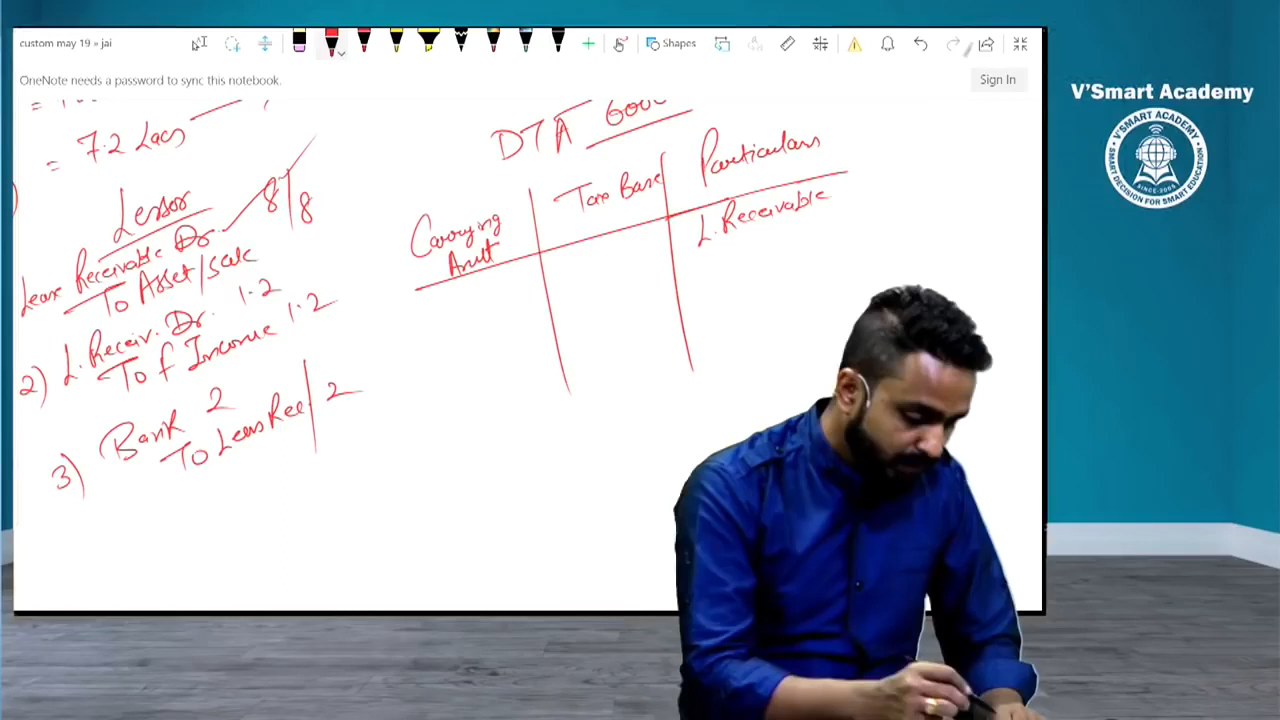 custom may 19 » jai
Shapes
OneNote needs a password to sync this notebook.
Sign In
V'Smart Academy
V'SMART ACADEMY
SMART DECISION FOR SMART EDUCATION
SINCE-2005
= 7.2 Lacs
Lessor
Lease Receivable Dr. 8/8
To Asset/Sale
2) L.Receiv. Dr. 1.2
To f Income 1.2
3) Bank 2
To Leas Rec 2
DTA
Carrying Amt
Tax Base
Particulars
L. Receivable